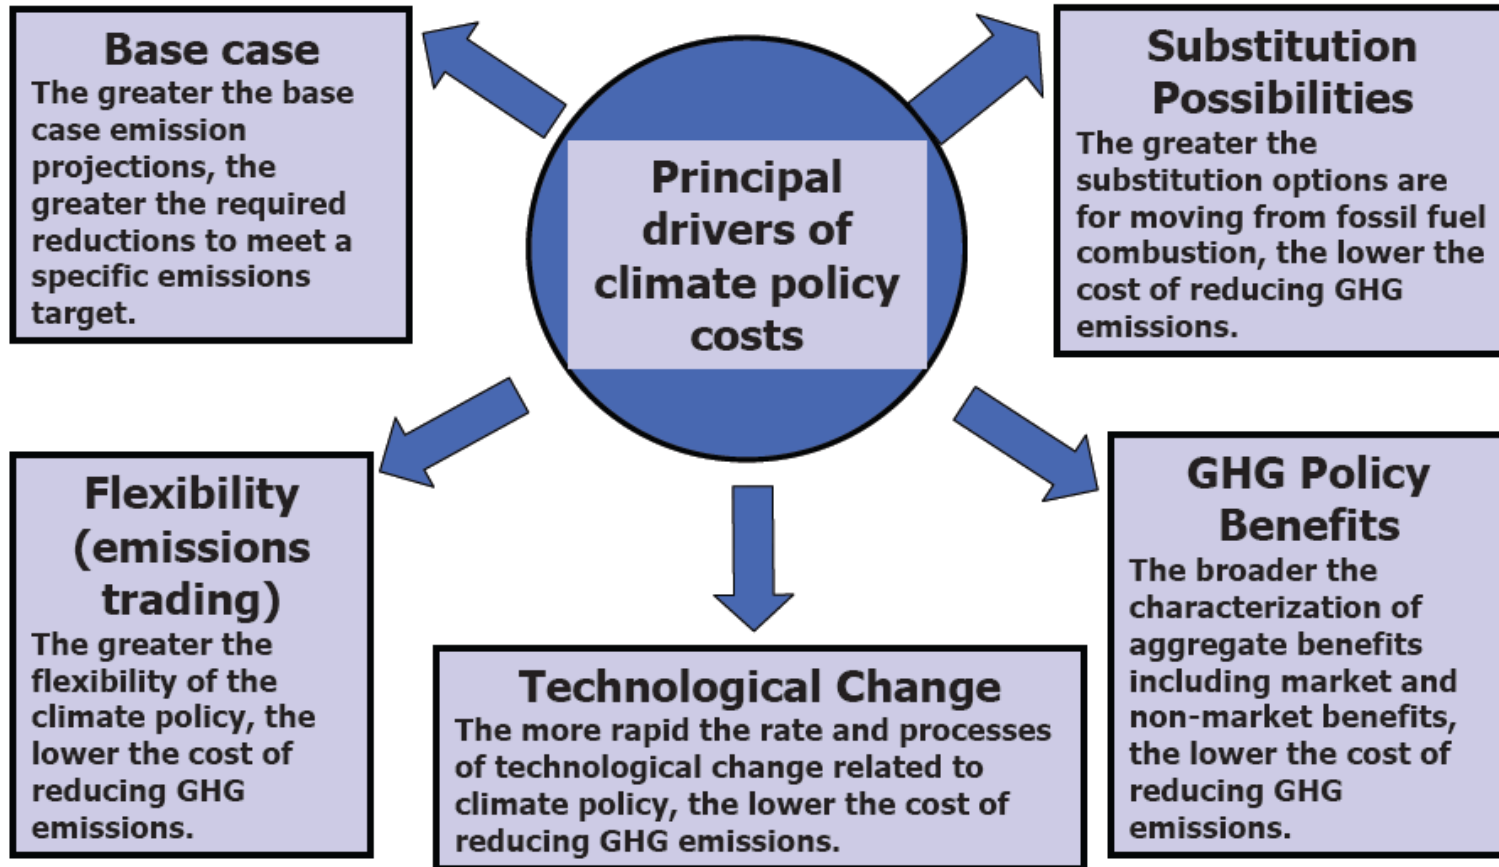 Base case
The greater the base
case emission
projections, the
greater the required
reductions to meet a
specific emissions
target.
Principal
drivers of
climate policy
costs
Substitution
Possibilities
The greater the
substitution options are
for moving from fossil fuel
combustion, the lower the
cost of reducing GHG
emissions.
Flexibility
(emissions
trading)
The greater the
flexibility of the
climate policy, the
lower the cost of
reducing GHG
emissions.
Technological Change
The more rapid the rate and processes
of technological change related to
climate policy, the lower the cost of
reducing GHG emissions.
GHG Policy
Benefits
The broader the
characterization of
aggregate benefits
including market and
non-market benefits,
the lower the cost of
reducing GHG
emissions.